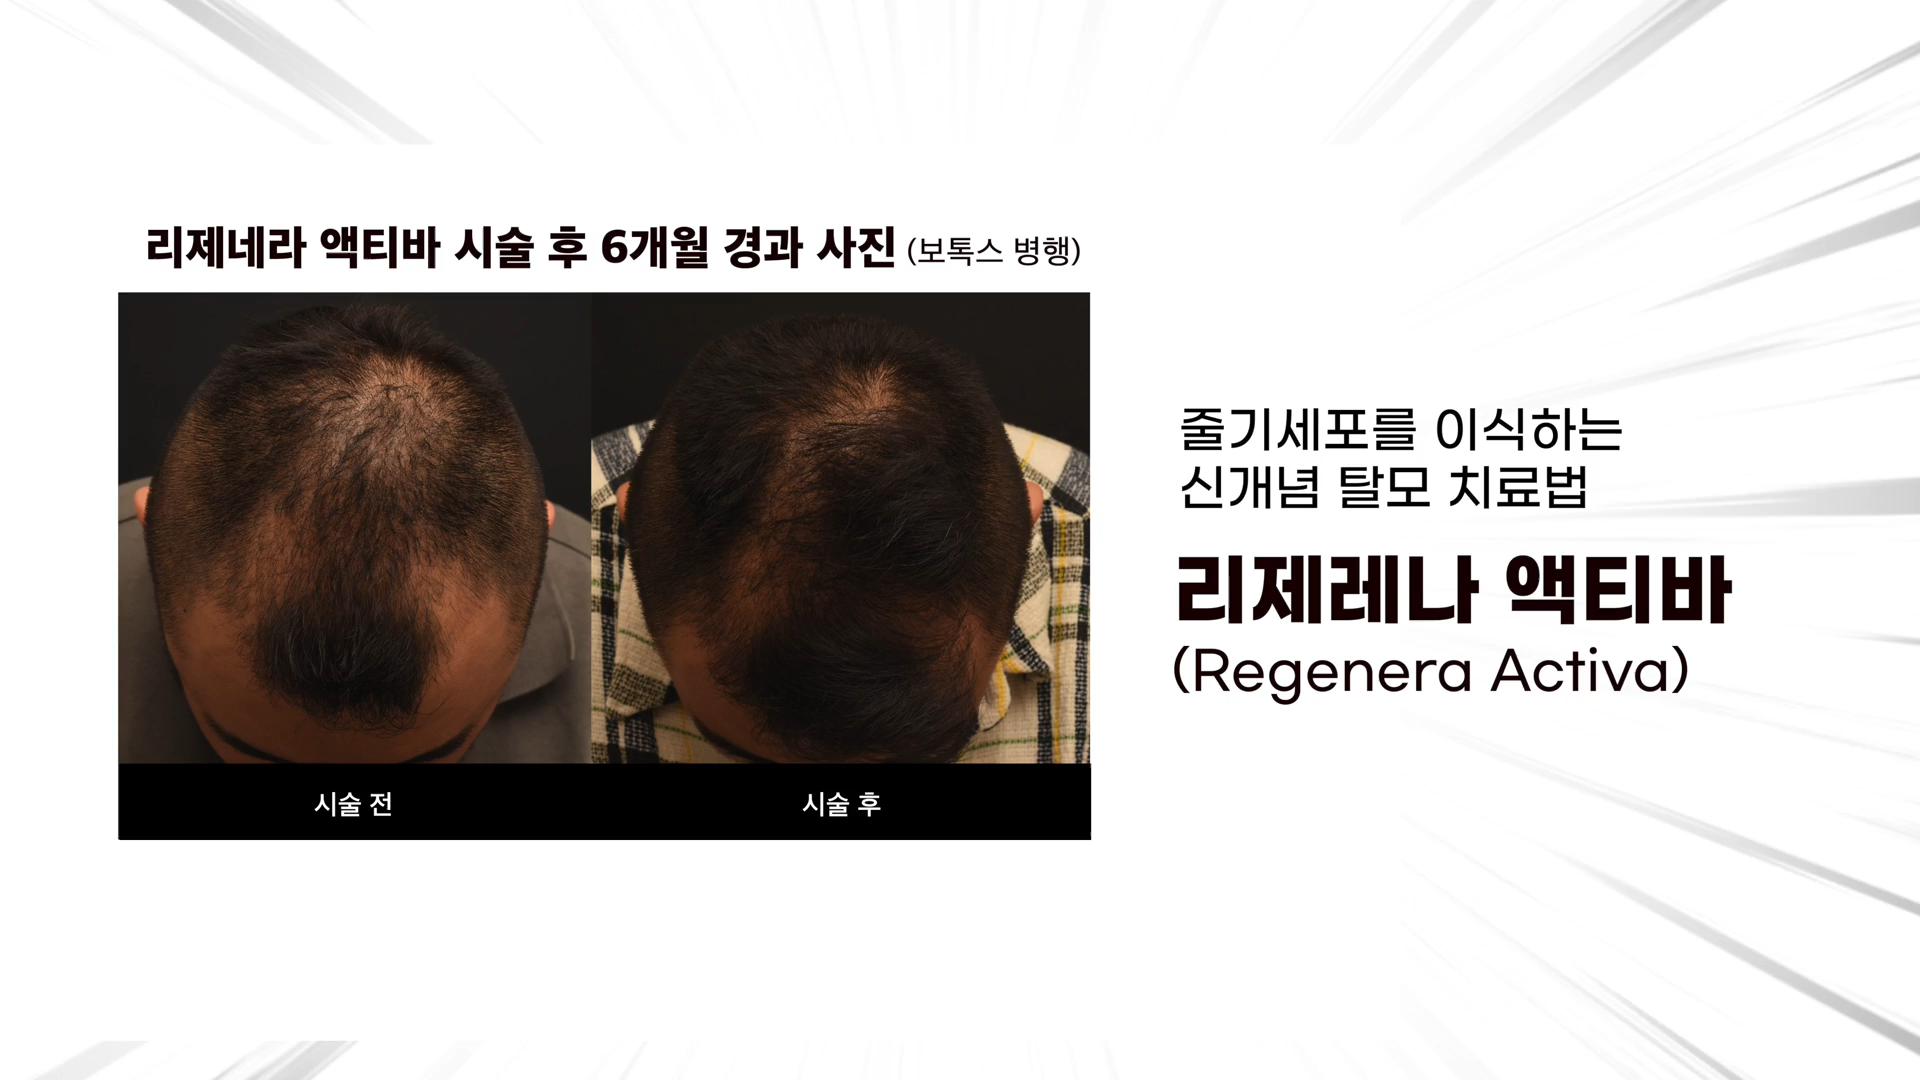 리제네라 액티바 시술 후 6개월 경과 사진 (보톡스 병행)
시술 전
시술 후
줄기세포를 이식하는
신개념 탈모 치료법
리제레나 액티바
(Regenera Activa)